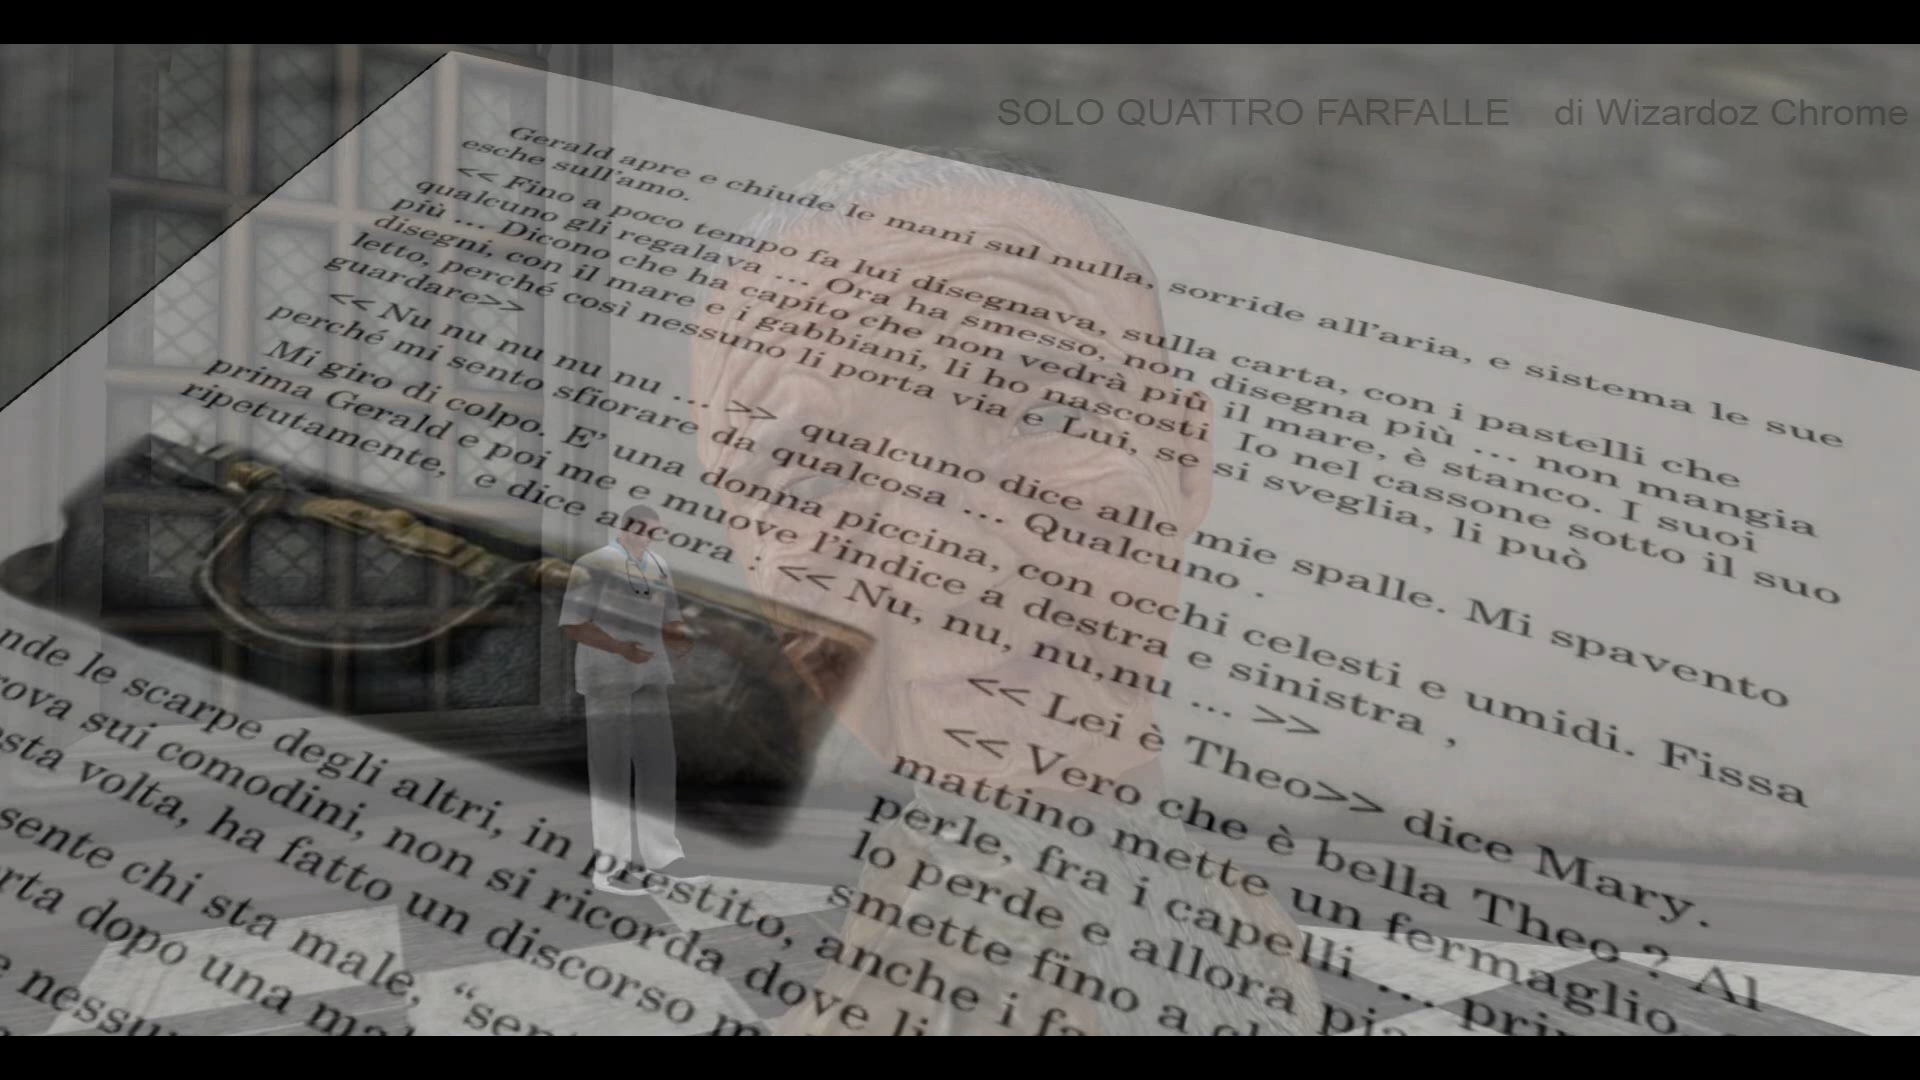 SOLO QUATTRO FARFALLE di Wizardoz Chrome
Gerald apre e chiude le mani sul nulla, sorride all'aria, e sistema le sue
esche sull'amo.
<< Fino a poco tempo fa lui disegnava, sulla carta, con i pastelli che
qualcuno gli regalava ... Ora ha smesso, non disegna più ... non mangia
più ... Dicono che ha capito che non vedrà più il mare, è stanco. I suoi
disegni, con il mare e i gabbiani, li ho nascosti Io nel cassone sotto il suo
letto, perché così nessuno li porta via e Lui, se si sveglia, li può
guardare>>
<< Nu nu nu nu ... >> qualcuno dice alle mie spalle. Mi spavento
perché mi sento sfiorare da qualcosa ... Qualcuno .
Mi giro di colpo. E' una donna piccina, con occhi celesti e umidi. Fissa
prima Gerald e poi me e muove l'indice a destra e sinistra ,
ripetutamente, e dice ancora : << Nu, nu, nu,nu ... >>
<< Lei è Theo>> dice Mary.
<< Vero che è bella Theo ? Al
mattino mette un fermaglio
perle, fra i capelli ...
lo perde e allora
smette fino a
nde le scarpe degli altri, in prestito, anche i
rova sui comodini, non si ricorda dove li
sta volta, ha fatto un discorso
sente chi sta male,
rta dopo una
e